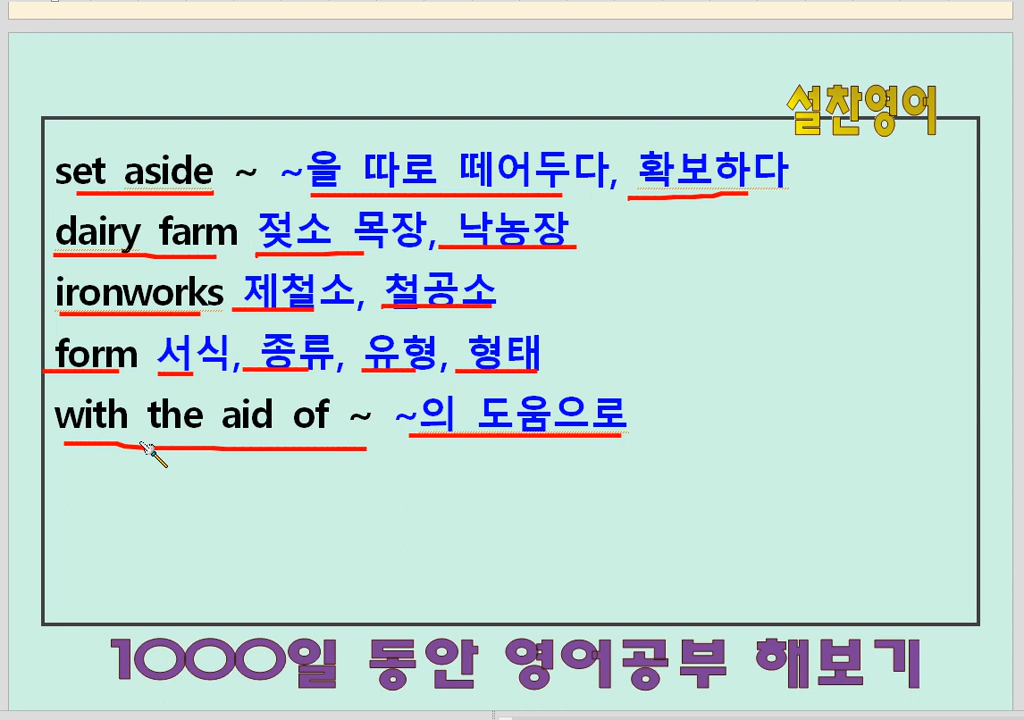 설찬영어
set aside ~ ~을 따로 떼어두다, 확보하다
dairy farm 젖소 목장, 낙농장
ironworks 제철소, 철공소
form 서식, 종류, 유형, 형태
with the aid of ~ ~의 도움으로
1000일 동안 영어공부 해보기